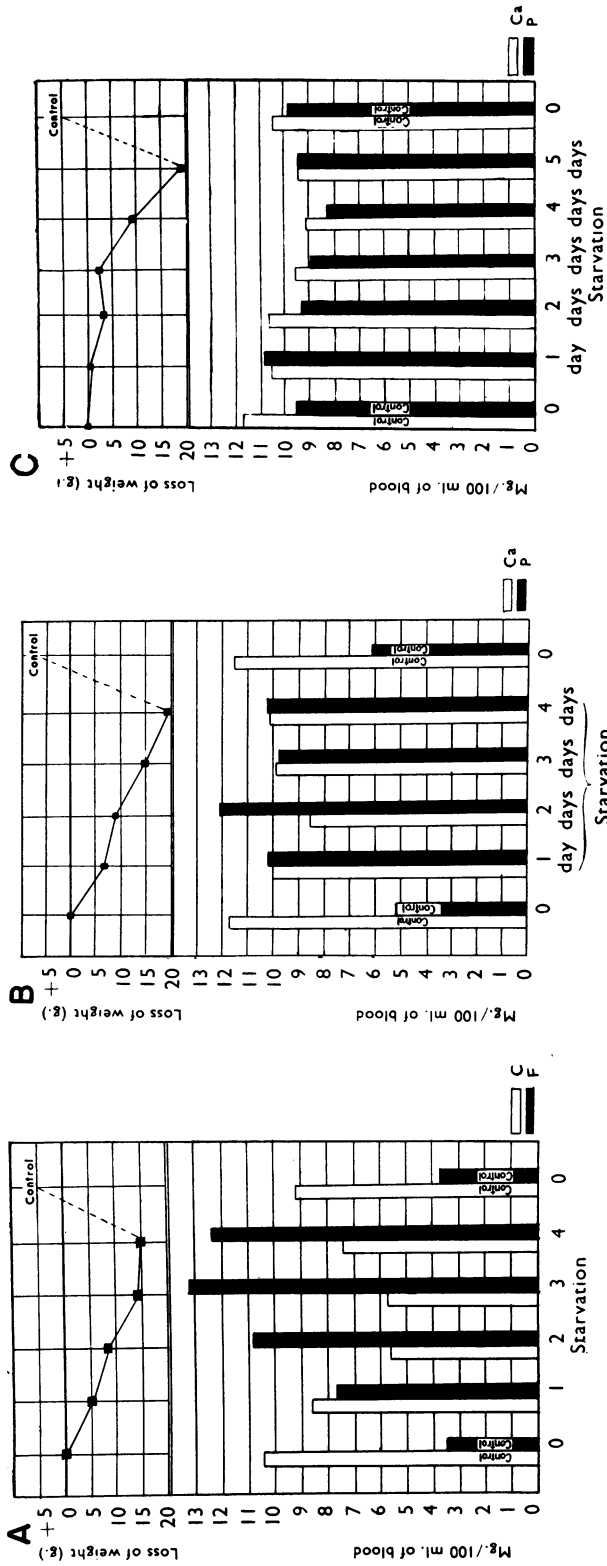 A
+ 5
0
5
10
15
20
Loss of weight (g.)
Control
13
12
11
10
9
8
7
6
5
4
3
2
1
0
Mg./100 ml. of blood
Control
Control
Control
Control
0 1 2 3 4 0
Starvation
C
F
B
+ 5
0
5
10
15
20
Loss of weight (g.)
Control
13
12
11
10
9
8
7
6
5
4
3
2
1
0
Mg./100 ml. of blood
Control
Control
Control
Control
0 1 2 3 4 0
day days days days
Starvation
Ca
P
C
+ 5
0
5
10
15
20
Loss of weight (g.)
Control
13
12
11
10
9
8
7
6
5
4
3
2
1
0
Mg./100 ml. of blood
Control
Control
Control
Control
0 1 2 3 4 5 0
day days days days days
Starvation
Ca
P